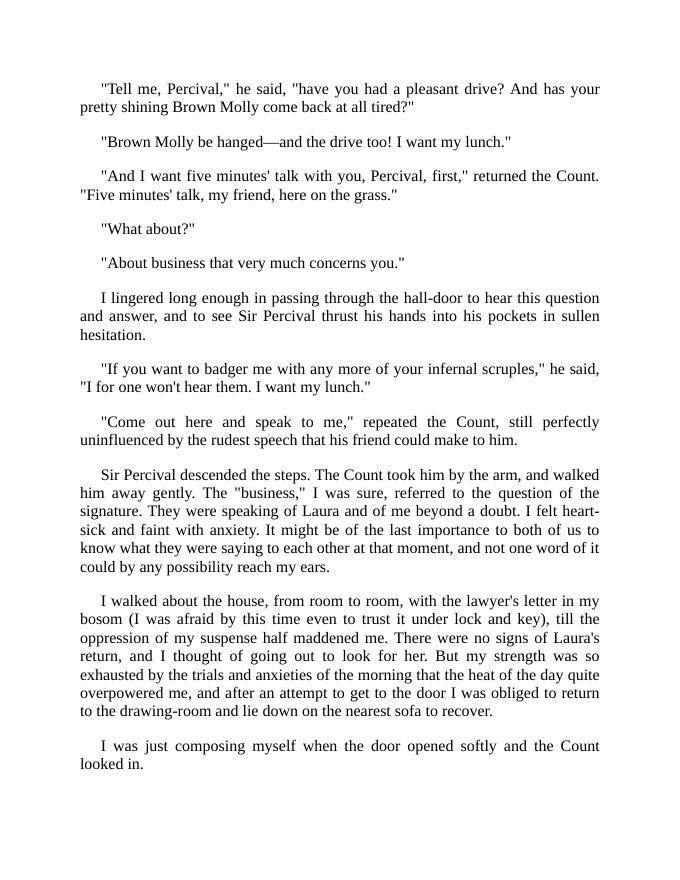 "Tell me, Percival," he said, "have you had a pleasant drive? And has your
pretty shining Brown Molly come back at all tired?"
"Brown Molly be hanged—and the drive too! I want my lunch."
"And I want five minutes' talk with you, Percival, first," returned the Count.
"Five minutes' talk, my friend, here on the grass."
"What about?"
"About business that very much concerns you."
I lingered long enough in passing through the hall-door to hear this question
and answer, and to see Sir Percival thrust his hands into his pockets in sullen
hesitation.
"If you want to badger me with any more of your infernal scruples," he said,
"I for one won't hear them. I want my lunch."
"Come out here and speak to me," repeated the Count, still perfectly
uninfluenced by the rudest speech that his friend could make to him.
Sir Percival descended the steps. The Count took him by the arm, and walked
him away gently. The "business," I was sure, referred to the question of the
signature. They were speaking of Laura and of me beyond a doubt. I felt heart-
sick and faint with anxiety. It might be of the last importance to both of us to
know what they were saying to each other at that moment, and not one word of it
could by any possibility reach my ears.
I walked about the house, from room to room, with the lawyer's letter in my
bosom (I was afraid by this time even to trust it under lock and key), till the
oppression of my suspense half maddened me. There were no signs of Laura's
return, and I thought of going out to look for her. But my strength was so
exhausted by the trials and anxieties of the morning that the heat of the day quite
overpowered me, and after an attempt to get to the door I was obliged to return
to the drawing-room and lie down on the nearest sofa to recover.
I was just composing myself when the door opened softly and the Count
looked in.